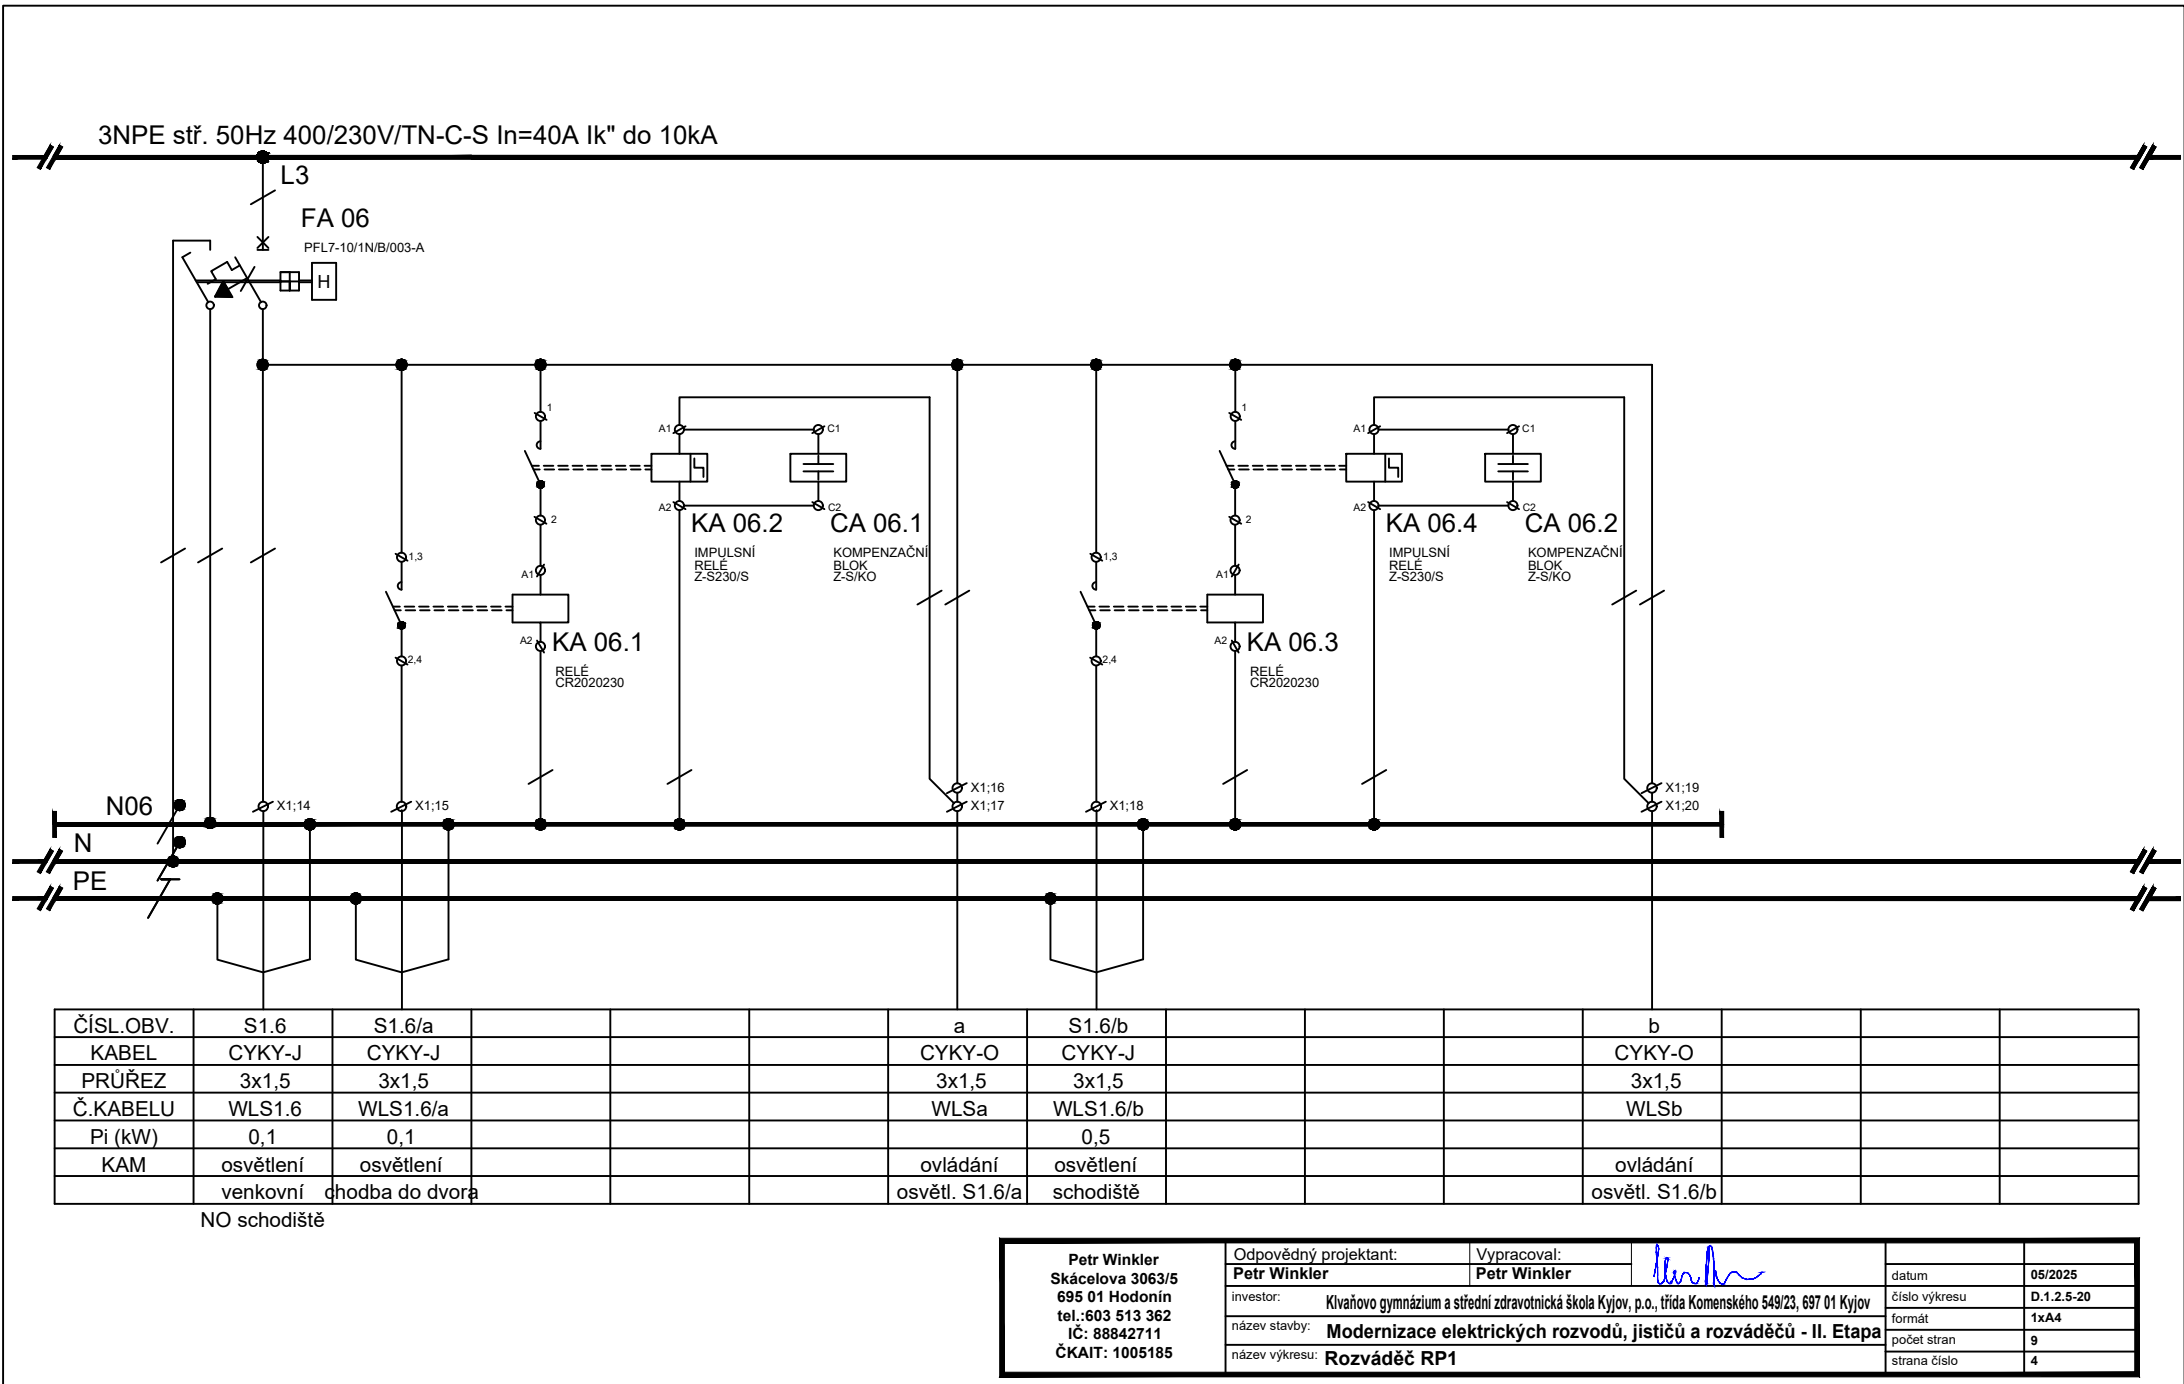 3NPE stř. 50Hz 400/230V/TN-C-S In=40A Ik" do 10kA
L3
FA 06
PFL7-10/1N/B/003-A
H
1
A1
C1
1
A1
C1
2
A2
C2
2
A2
C2
KA 06.2
CA 06.1
KA 06.4
CA 06.2
IMPULSNÍ
RELÉ
Z-S230/S
KOMPENZAČNÍ
BLOK
Z-S/KO
IMPULSNÍ
RELÉ
Z-S230/S
KOMPENZAČNÍ
BLOK
Z-S/KO
1,3
A1
1,3
A1
A2
KA 06.1
A2
KA 06.3
2,4
2,4
RELÉ
CR2020230
RELÉ
CR2020230
X1;16
X1;19
N06
X1;14
X1;15
X1;17
X1;18
X1;20
N
PE
ČÍSL.OBV. S1.6 S1.6/a a S1.6/b b
KABEL CYKY-J CYKY-J CYKY-O CYKY-J CYKY-O
PRŮŘEZ 3x1,5 3x1,5 3x1,5 3x1,5 3x1,5
Č.KABELU WLS1.6 WLS1.6/a WLSa WLS1.6/b WLSb
Pi (kW) 0,1 0,1 0,5
KAM osvětlení osvětlení ovládání osvětlení ovládání
venkovní chodba do dvora osvětl. S1.6/a schodiště osvětl. S1.6/b
NO schodiště
Petr Winkler
Skácelova 3063/5
695 01 Hodonín
tel.:603 513 362
IČ: 88842711
ČKAIT: 1005185
Odpovědný projektant: Vypracoval:
Petr Winkler Petr Winkler
investor: Klvaňovo gymnázium a střední zdravotnická škola Kyjov, p.o., třída Komenského 549/23, 697 01 Kyjov
název stavby: Modernizace elektrických rozvodů, jističů a rozváděčů - II. Etapa
název výkresu: Rozváděč RP1
datum 05/2025
číslo výkresu D.1.2.5-20
formát 1xA4
počet stran 9
strana číslo 4